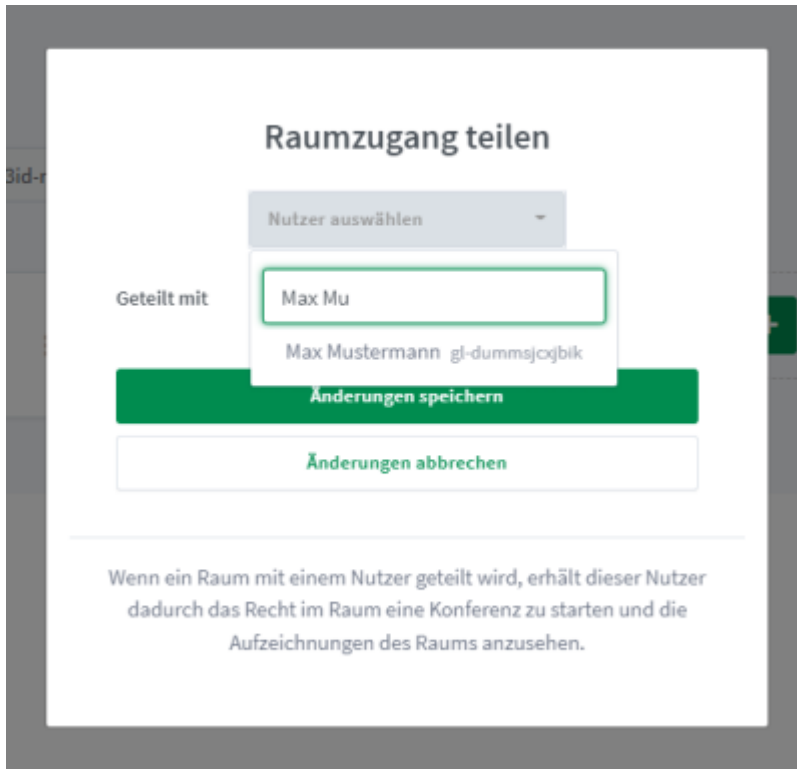 Raumzugang teilen
3id-r
Nutzer auswählen
Geteilt mit
Max Mu
Max Mustermann gl-dummsjcxjbik
Änderungen speichern
Änderungen abbrechen
Wenn ein Raum mit einem Nutzer geteilt wird, erhält dieser Nutzer
dadurch das Recht im Raum eine Konferenz zu starten und die
Aufzeichnungen des Raums anzusehen.